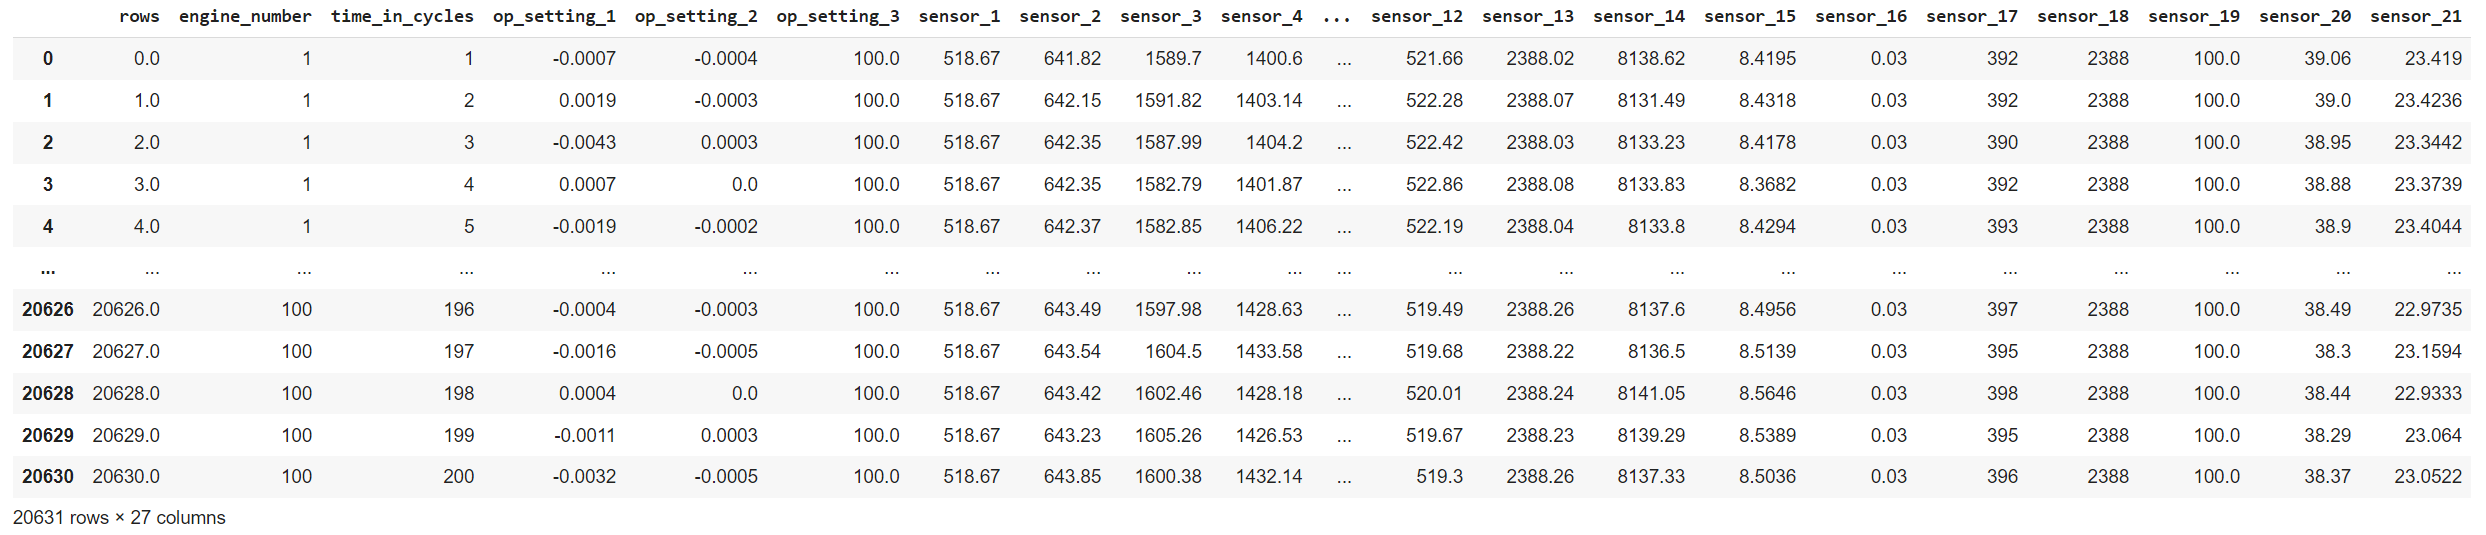 rows engine_number time_in_cycles op_setting_1 op_setting_2 op_setting_3 sensor_1 sensor_2 sensor_3 sensor_4 ... sensor_12 sensor_13 sensor_14 sensor_15 sensor_16 sensor_17 sensor_18 sensor_19 sensor_20 sensor_21
0 0.0 1 1 -0.0007 -0.0004 100.0 518.67 641.82 1589.7 1400.6 ... 521.66 2388.02 8138.62 8.4195 0.03 392 2388 100.0 39.06 23.419
1 1.0 1 2 0.0019 -0.0003 100.0 518.67 642.15 1591.82 1403.14 ... 522.28 2388.07 8131.49 8.4318 0.03 392 2388 100.0 39.0 23.4236
2 2.0 1 3 -0.0043 0.0003 100.0 518.67 642.35 1587.99 1404.2 ... 522.42 2388.03 8133.23 8.4178 0.03 390 2388 100.0 38.95 23.3442
3 3.0 1 4 0.0007 0.0 100.0 518.67 642.35 1582.79 1401.87 ... 522.86 2388.08 8133.83 8.3682 0.03 392 2388 100.0 38.88 23.3739
4 4.0 1 5 -0.0019 -0.0002 100.0 518.67 642.37 1582.85 1406.22 ... 522.19 2388.04 8133.8 8.4294 0.03 393 2388 100.0 38.9 23.4044
... ... ... ... ... ... ... ... ... ... ... ... ... ... ... ... ... ... ... ... ... ...
20626 20626.0 100 196 -0.0004 -0.0003 100.0 518.67 643.49 1597.98 1428.63 ... 519.49 2388.26 8137.6 8.4956 0.03 397 2388 100.0 38.49 22.9735
20627 20627.0 100 197 -0.0016 -0.0005 100.0 518.67 643.54 1604.5 1433.58 ... 519.68 2388.22 8136.5 8.5139 0.03 395 2388 100.0 38.3 23.1594
20628 20628.0 100 198 0.0004 0.0 100.0 518.67 643.42 1602.46 1428.18 ... 520.01 2388.24 8141.05 8.5646 0.03 398 2388 100.0 38.44 22.9333
20629 20629.0 100 199 -0.0011 0.0003 100.0 518.67 643.23 1605.26 1426.53 ... 519.67 2388.23 8139.29 8.5389 0.03 395 2388 100.0 38.29 23.064
20630 20630.0 100 200 -0.0032 -0.0005 100.0 518.67 643.85 1600.38 1432.14 ... 519.3 2388.26 8137.33 8.5036 0.03 396 2388 100.0 38.37 23.0522
20631 rows × 27 columns